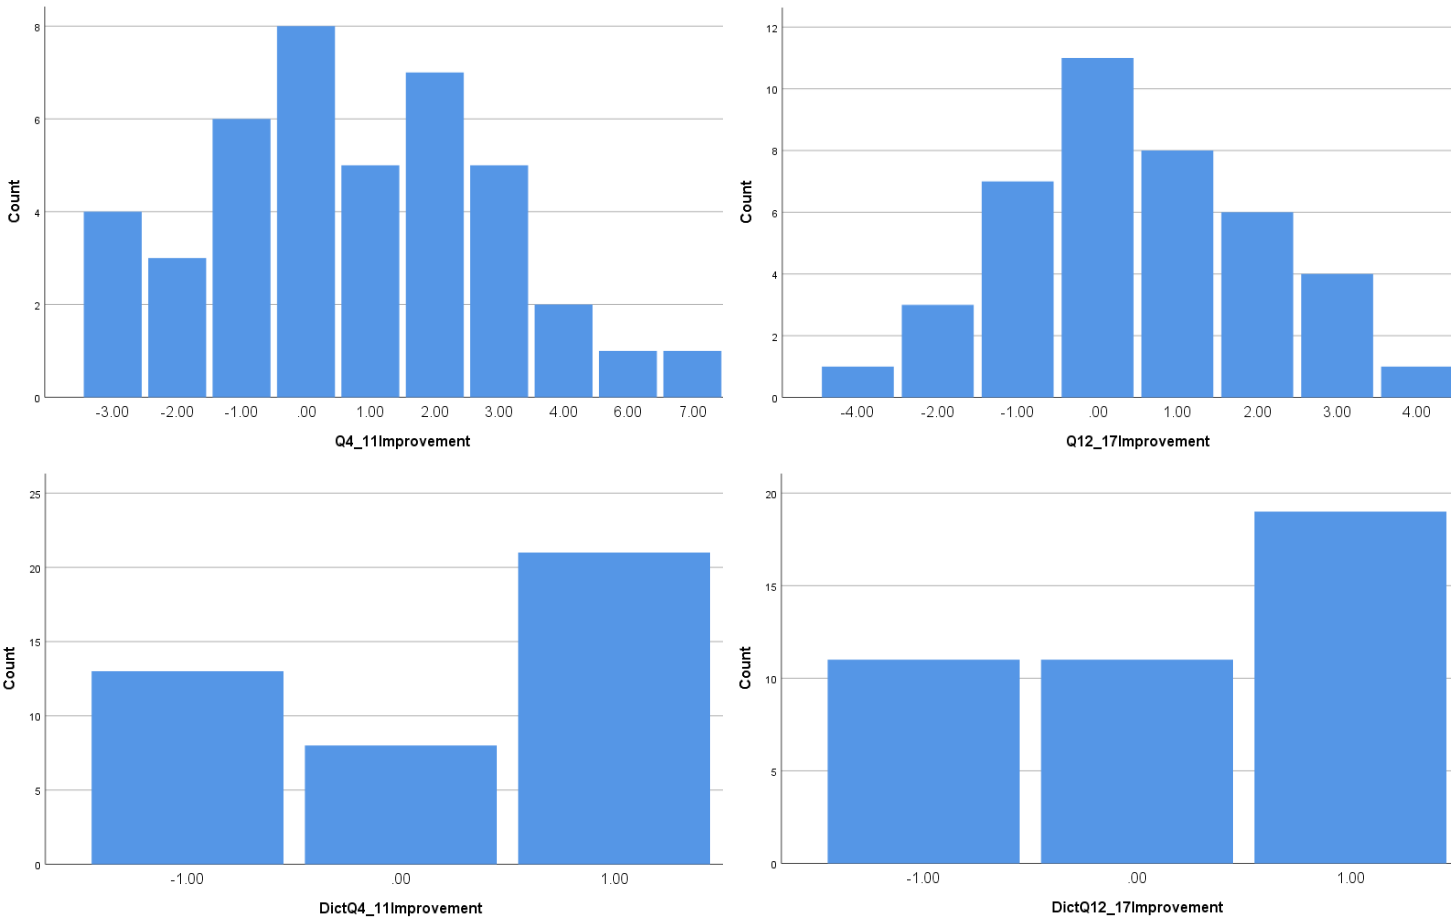 8
6
4
2
0
Count
-3.00 -2.00 -1.00 .00 1.00 2.00 3.00 4.00 6.00 7.00
Q4_11Improvement
12
10
8
6
4
2
0
Count
-4.00 -2.00 -1.00 .00 1.00 2.00 3.00 4.00
Q12_17Improvement
25
20
15
10
5
0
Count
-1.00 .00 1.00
DictQ4_11Improvement
20
15
10
5
0
Count
-1.00 .00 1.00
DictQ12_17Improvement